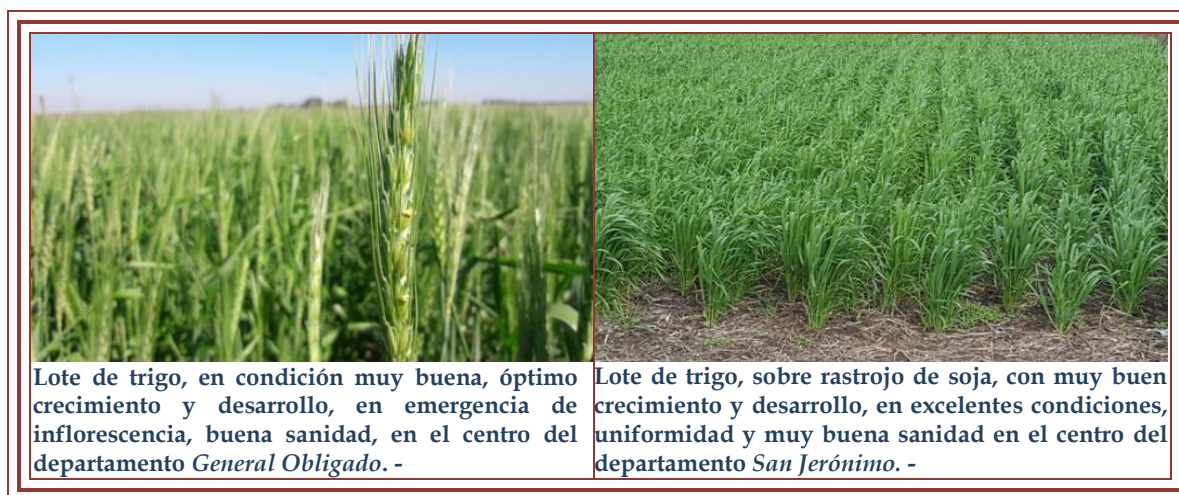 Lote de trigo, en condición muy buena, óptimo
crecimiento y desarrollo, en emergencia de
inflorescencia, buena sanidad, en el centro del
departamento General Obligado. -
Lote de trigo, sobre rastrojo de soja, con muy buen
crecimiento y desarrollo, en excelentes condiciones,
uniformidad y muy buena sanidad en el centro del
departamento San Jerónimo. -